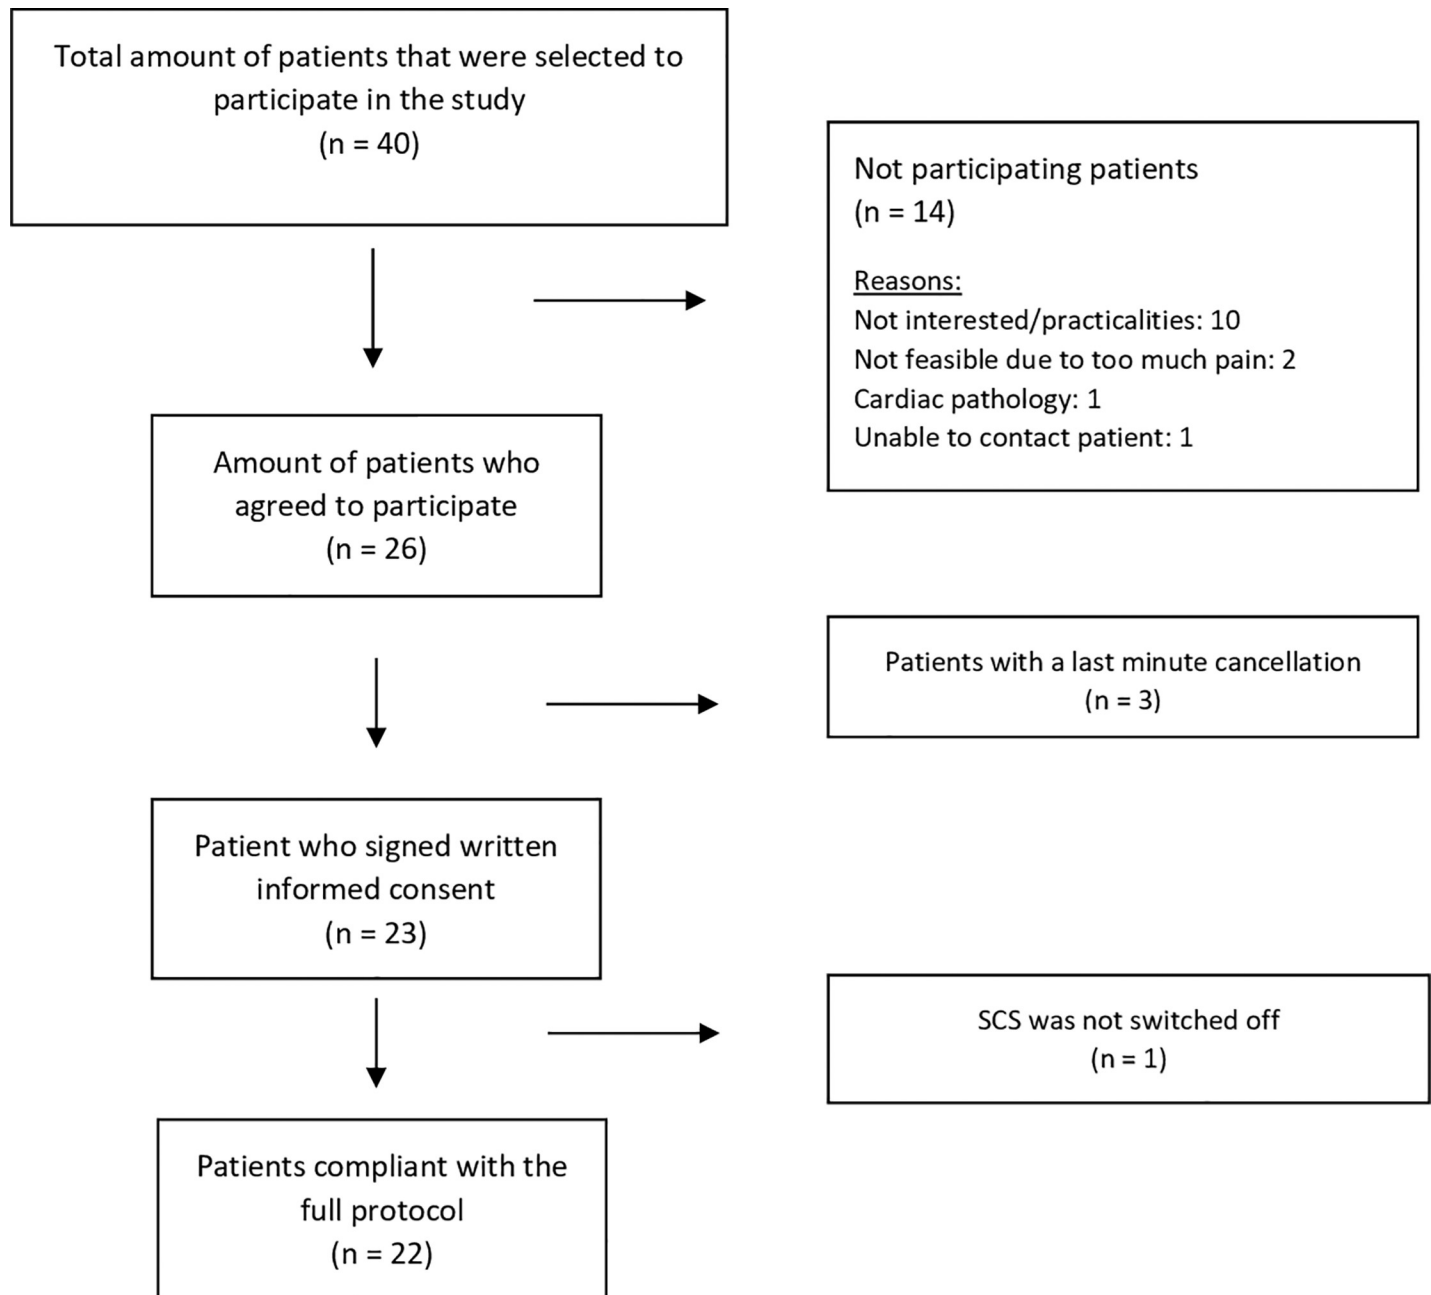 Total amount of patients that were selected to
participate in the study
(n = 40)
Not participating patients
(n = 14)
Reasons:
Not interested/practicalities: 10
Not feasible due to too much pain: 2
Cardiac pathology: 1
Unable to contact patient: 1
Amount of patients who
agreed to participate
(n = 26)
Patients with a last minute cancellation
(n = 3)
Patient who signed written
informed consent
(n = 23)
SCS was not switched off
(n = 1)
Patients compliant with the
full protocol
(n = 22)